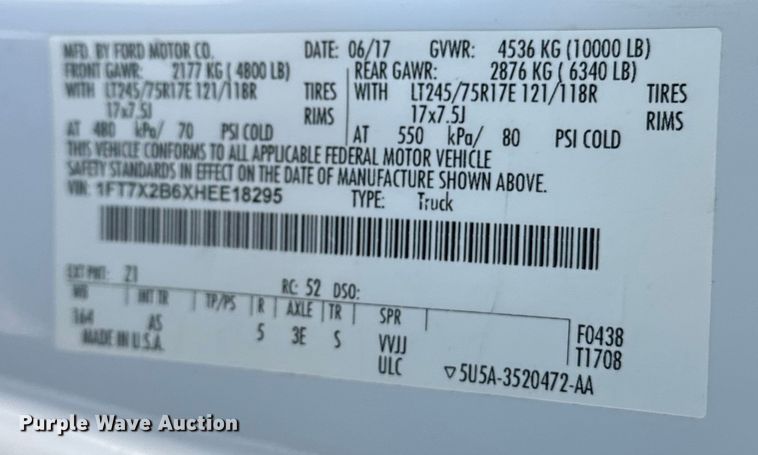 MFD. BY FORD MOTOR CO. DATE: 06/17 GVWR: 4536 KG (10000 LB)
FRONT GAWR: 2177 KG ( 4800 LB) REAR GAWR: 2876 KG ( 6340 LB)
WITH LT245/75R17E 121/118R TIRES WITH LT245/75R17E 121/118R TIRES
17x7.5J RIMS 17x7.5J RIMS
AT 480 kPa/ 70 PSI COLD AT 550 kPa/ 80 PSI COLD
THIS VEHICLE CONFORMS TO ALL APPLICABLE FEDERAL MOTOR VEHICLE
SAFETY STANDARDS IN EFFECT ON THE DATE OF MANUFACTURE SHOWN ABOVE.
VIN: 1FT7X2B6XHEE18295 TYPE: Truck
EXT PNT: Z1 RC: 52 DSO:
WB INT TR TP/PS R AXLE TR SPR
164 AS 5 3E S VVJJ F0438
MADE IN U.S.A. ULC T1708
▽5U5A-3520472-AA
Purple Wave Auction